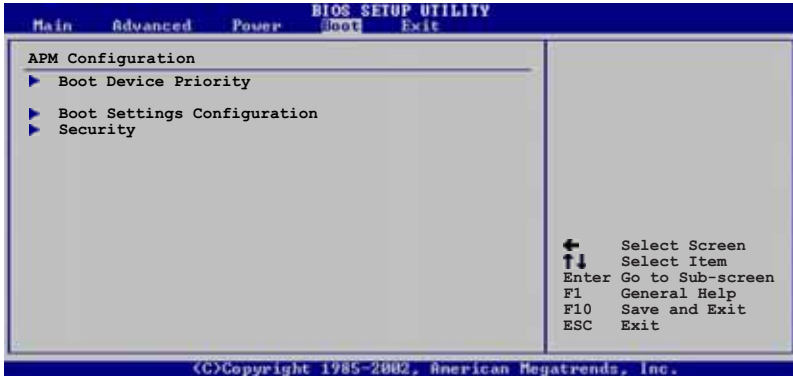 BIOS SETUP UTILITY
Main Advanced Power Boot Exit
APM Configuration
Boot Device Priority
Boot Settings Configuration
Security
← Select Screen
↑↓ Select Item
Enter Go to Sub-screen
F1 General Help
F10 Save and Exit
ESC Exit
(C)Copyright 1985-2002, American Megatrends, Inc.